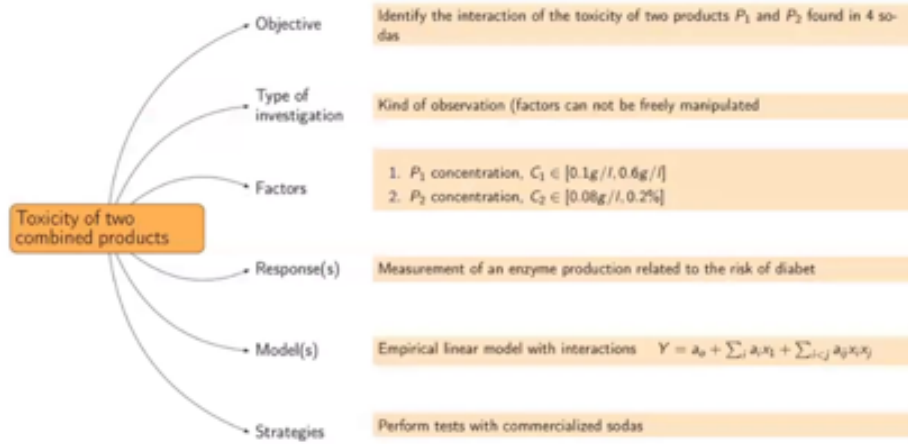 Objective
Identify the interaction of the toxicity of two products P₁ and P₂ found in 4 so-
das
Type of
investigation
Kind of observation (factors can not be freely manipulated
Factors
1. P₁ concentration, C₁ ∈ [0.1g/l, 0.6g/l]
2. P₂ concentration, C₂ ∈ [0.08g/l, 0.2%]
Toxicity of two
combined products
Response(s)
Measurement of an enzyme production related to the risk of diabet
Model(s)
Empirical linear model with interactions Y = aₒ + ∑ᵢ aᵢx₁ + ∑ᵢ<ⱼ aᵢⱼxᵢxⱼ
Strategies
Perform tests with commercialized sodas